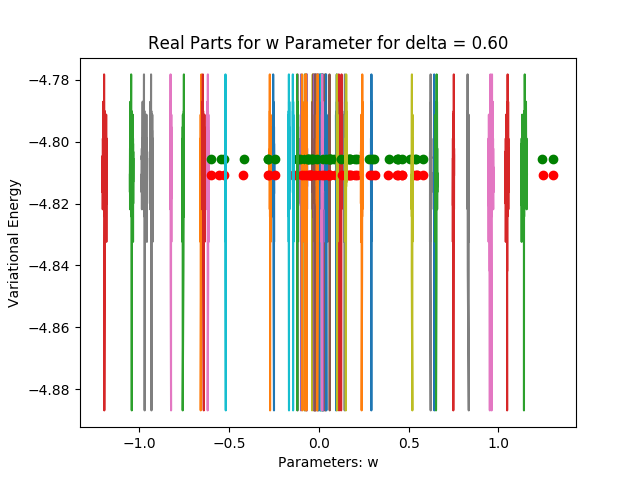 Real Parts for w Parameter for delta = 0.60
−4.78
−4.80
−4.82
−4.84
−4.86
−4.88
Variational Energy
−1.0 −0.5 0.0 0.5 1.0
Parameters: w